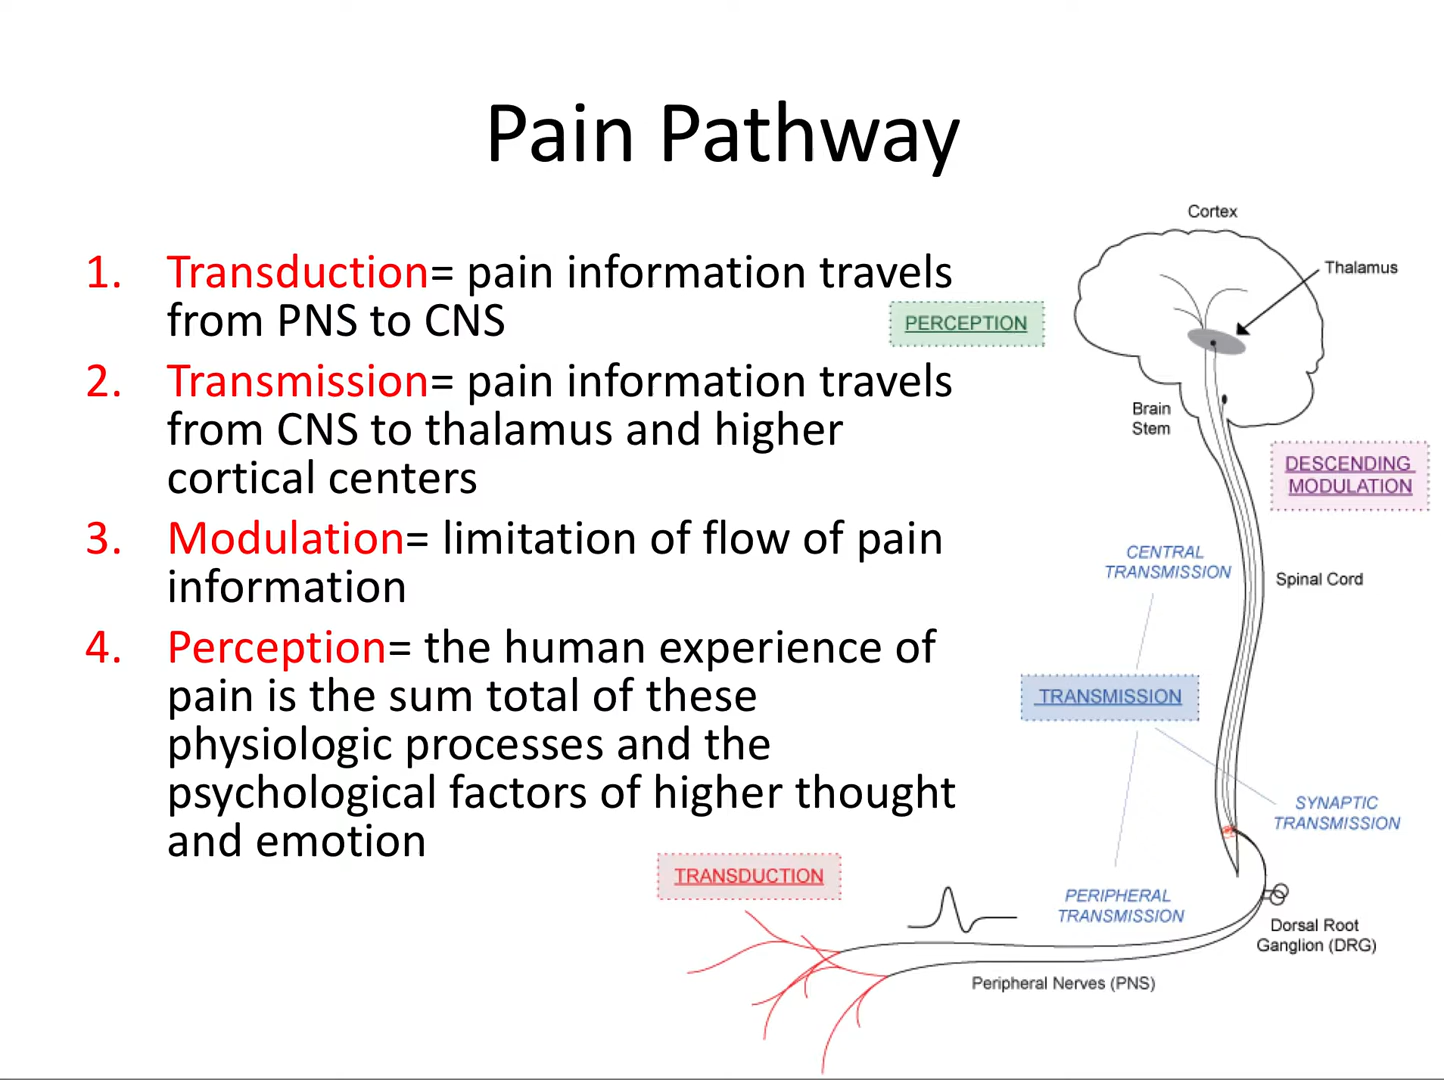 Pain Pathway
1. Transduction= pain information travels
from PNS to CNS
2. Transmission= pain information travels
from CNS to thalamus and higher
cortical centers
3. Modulation= limitation of flow of pain
information
4. Perception= the human experience of
pain is the sum total of these
physiologic processes and the
psychological factors of higher thought
and emotion
Cortex
Thalamus
PERCEPTION
Brain
Stem
DESCENDING
MODULATION
CENTRAL
TRANSMISSION
Spinal Cord
TRANSMISSION
SYNAPTIC
TRANSMISSION
TRANSDUCTION
PERIPHERAL
TRANSMISSION
Dorsal Root
Ganglion (DRG)
Peripheral Nerves (PNS)